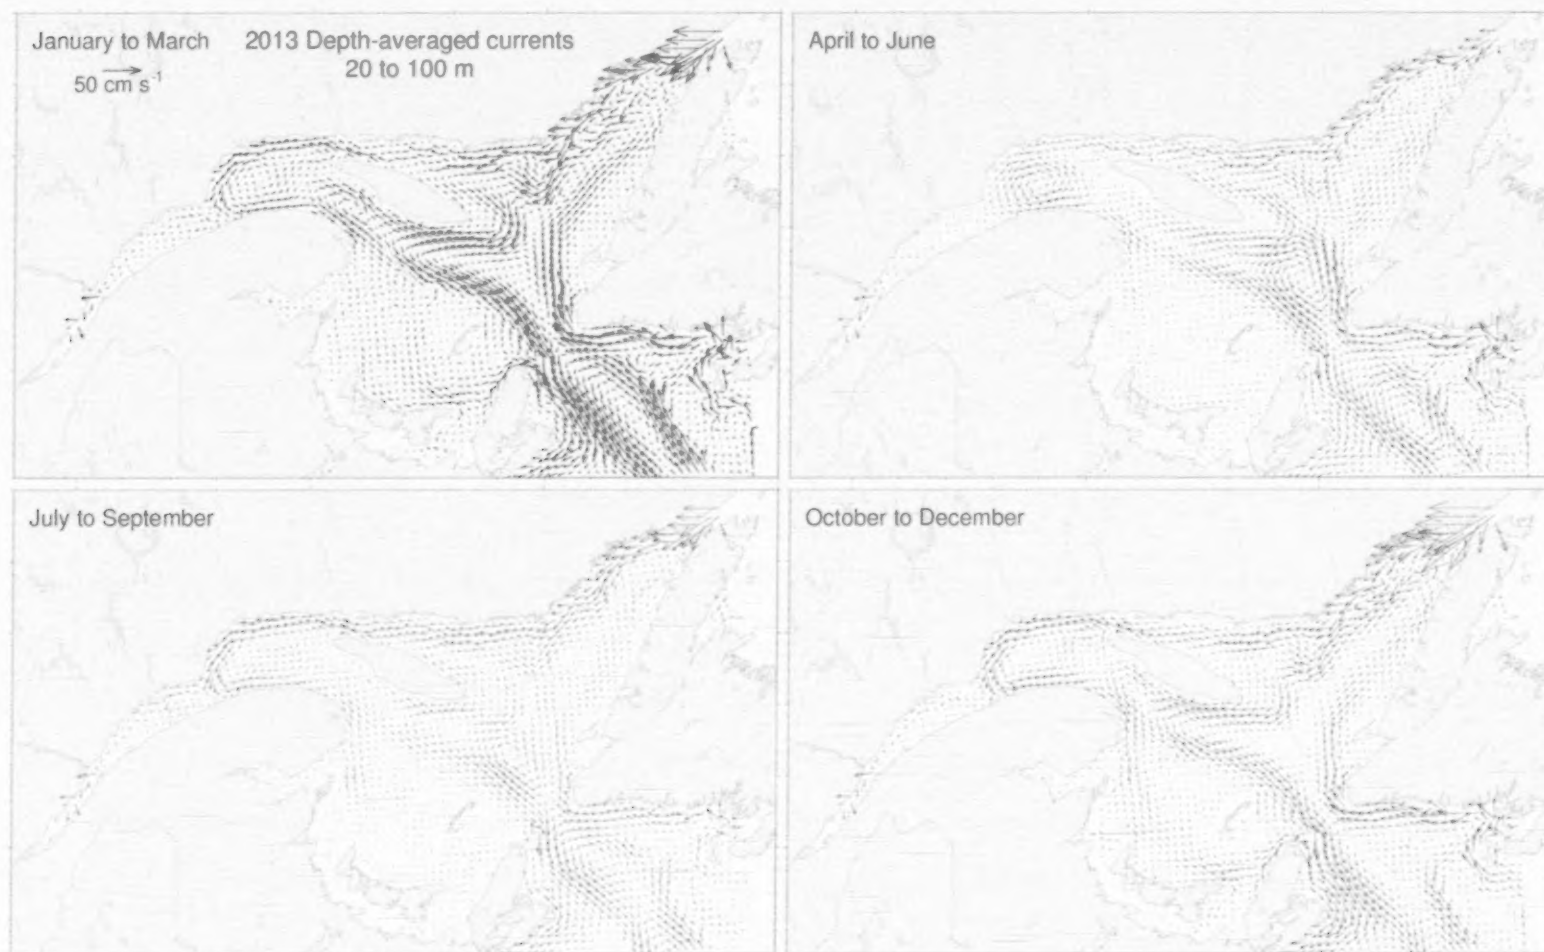 January to March
2013 Depth-averaged currents
20 to 100 m
50 cm s⁻¹
April to June
July to September
October to December